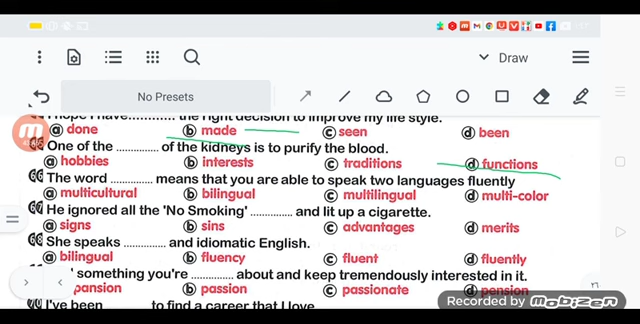 Draw
No Presets
I hope I have............ the right decision to improve my life style.
ⓐ done ⓑ made ⓒ seen ⓓ been
One of the .............. of the kidneys is to purify the blood.
ⓐ hobbies ⓑ interests ⓒ traditions ⓓ functions
The word ............. means that you are able to speak two languages fluently
ⓐ multicultural ⓑ bilingual ⓒ multilingual ⓓ multi-color
He ignored all the 'No Smoking' ............. and lit up a cigarette.
ⓐ signs ⓑ sins ⓒ advantages ⓓ merits
She speaks ............. and idiomatic English.
ⓐ bilingual ⓑ fluency ⓒ fluent ⓓ fluently
something you're ............. about and keep tremendously interested in it.
pansion ⓑ passion ⓒ passionate ⓓ pension
I've been to find a career that I love
Recorded by Mobizen